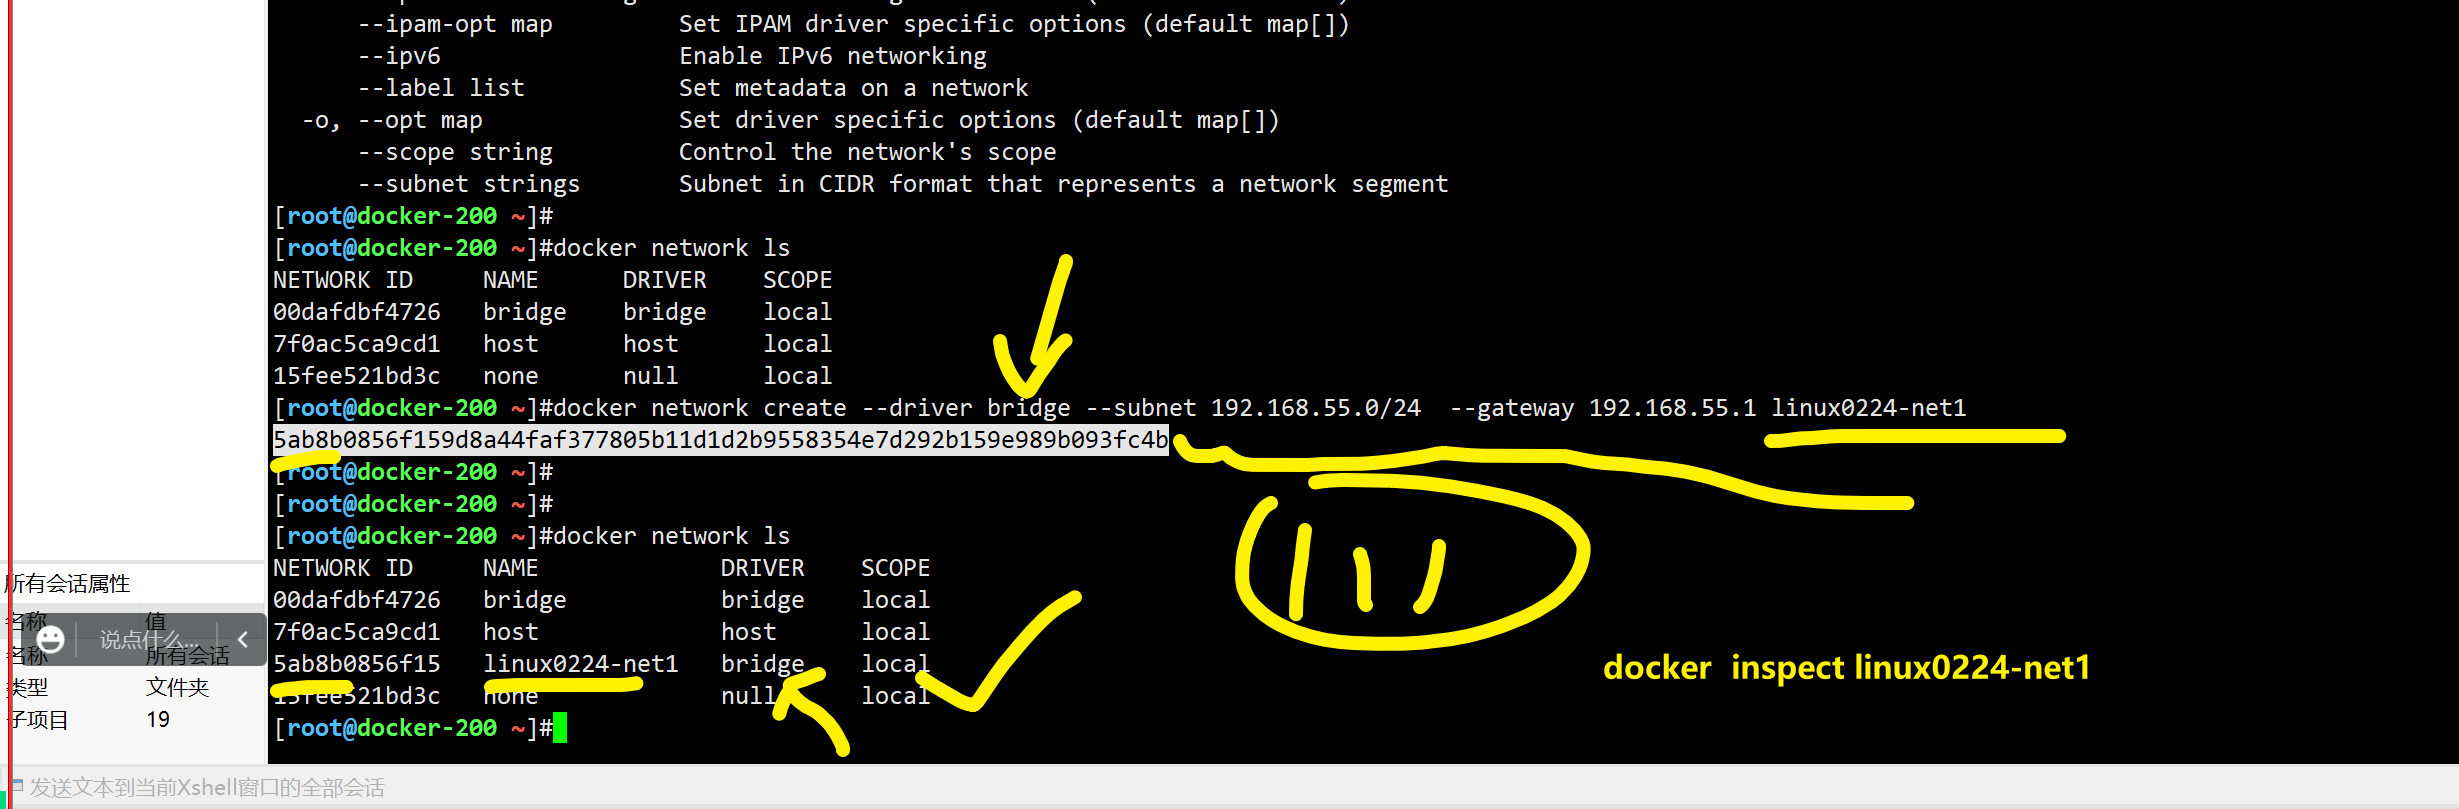 --ipam-opt map Set IPAM driver specific options (default map[])
--ipv6 Enable IPv6 networking
--label list Set metadata on a network
-o, --opt map Set driver specific options (default map[])
--scope string Control the network's scope
--subnet strings Subnet in CIDR format that represents a network segment
[root@docker-200 ~]#
[root@docker-200 ~]#docker network ls
NETWORK ID NAME DRIVER SCOPE
00dafdbf4726 bridge bridge local
7f0ac5ca9cd1 host host local
15fee521bd3c none null local
[root@docker-200 ~]#docker network create --driver bridge --subnet 192.168.55.0/24 --gateway 192.168.55.1 linux0224-net1
5ab8b0856f159d8a44faf377805b11d1d2b9558354e7d292b159e989b093fc4b
[root@docker-200 ~]#
[root@docker-200 ~]#
[root@docker-200 ~]#docker network ls
NETWORK ID NAME DRIVER SCOPE
00dafdbf4726 bridge bridge local
7f0ac5ca9cd1 host host local
5ab8b0856f15 linux0224-net1 bridge local
15fee521bd3c none null local
[root@docker-200 ~]#
docker inspect linux0224-net1
所有会话属性
名称 值
说点什么...
名称 所有会话
类型 文件夹
子项目 19
发送文本到当前Xshell窗口的全部会话